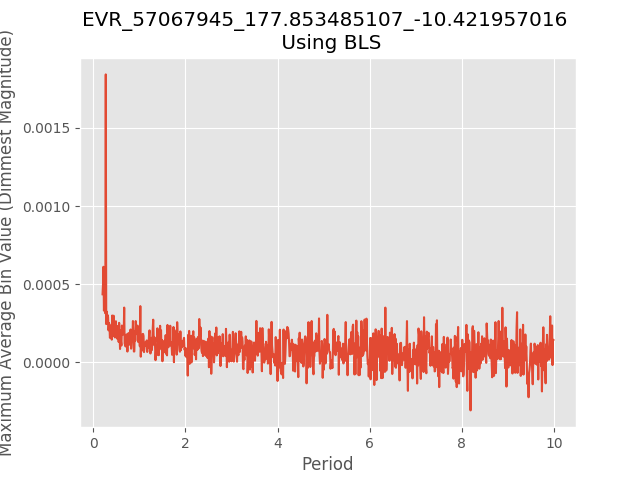 EVR_57067945_177.853485107_-10.421957016
Using BLS
Maximum Average Bin Value (Dimmest Magnitude)
0.0015
0.0010
0.0005
0.0000
0
2
4
6
8
10
Period